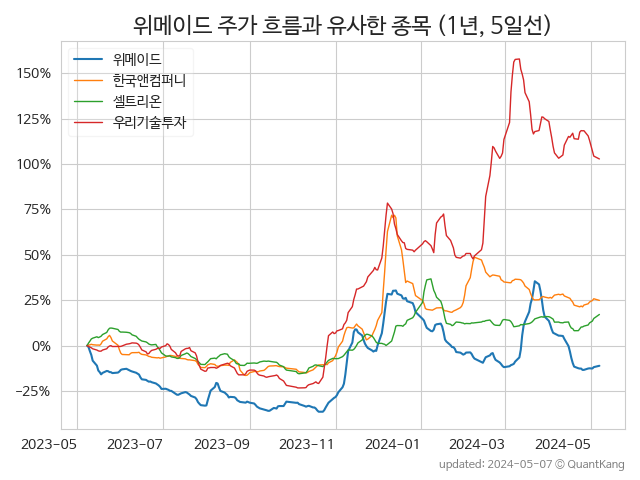 위메이드 주가 흐름과 유사한 종목 (1년, 5일선)
위메이드
한국앤컴퍼니
셀트리온
우리기술투자
150%
125%
100%
75%
50%
25%
0%
−25%
2023-05 2023-07 2023-09 2023-11 2024-01 2024-03 2024-05
updated: 2024-05-07 © QuantKang